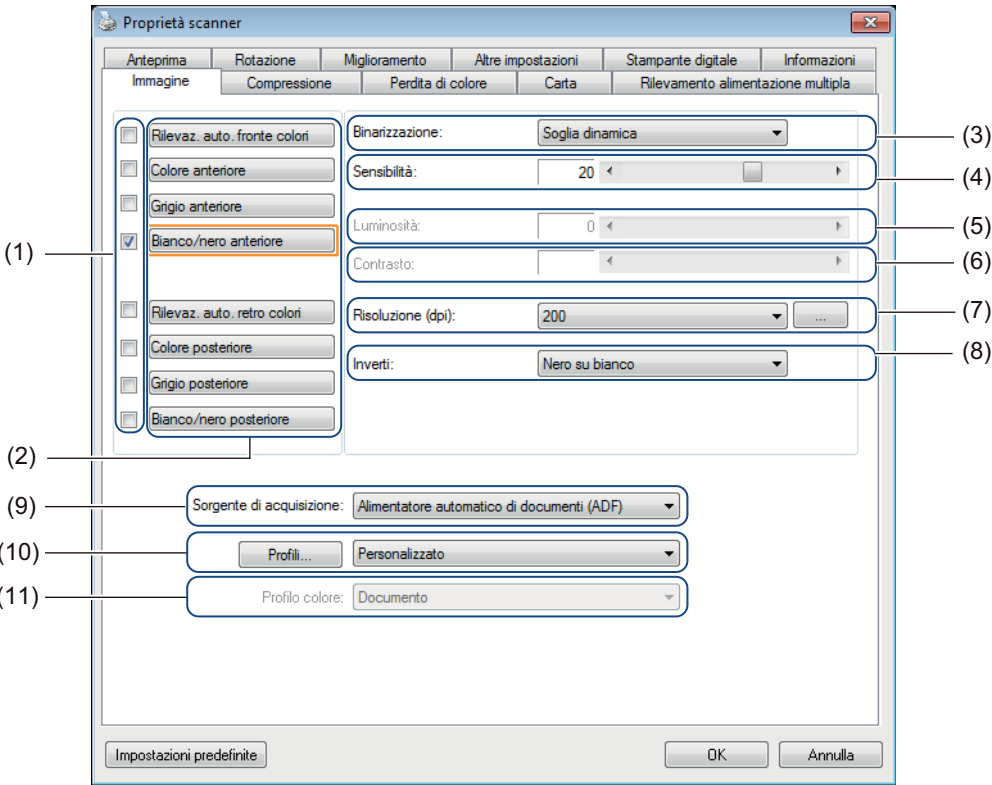 Proprietà scanner
Anteprima Rotazione Miglioramento Altre impostazioni Stampante digitale Informazioni
Immagine Compressione Perdita di colore Carta Rilevamento alimentazione multipla
Rilevaz. auto. fronte colori Binarizzazione: Soglia dinamica (3)
Colore anteriore Sensibilità: 20 (4)
Grigio anteriore Luminosità: 0 (5)
(1) Bianco/nero anteriore Contrasto: (6)
Rilevaz. auto. retro colori Risoluzione (dpi): 200 ... (7)
Colore posteriore Inverti: Nero su bianco (8)
Grigio posteriore
Bianco/nero posteriore
(2)
(9) Sorgente di acquisizione: Alimentatore automatico di documenti (ADF)
(10) Profili... Personalizzato
(11) Profilo colore: Documento
Impostazioni predefinite OK Annulla